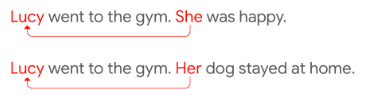 Lucy went to the gym. She was happy.
Lucy went to the gym. Her dog stayed at home.